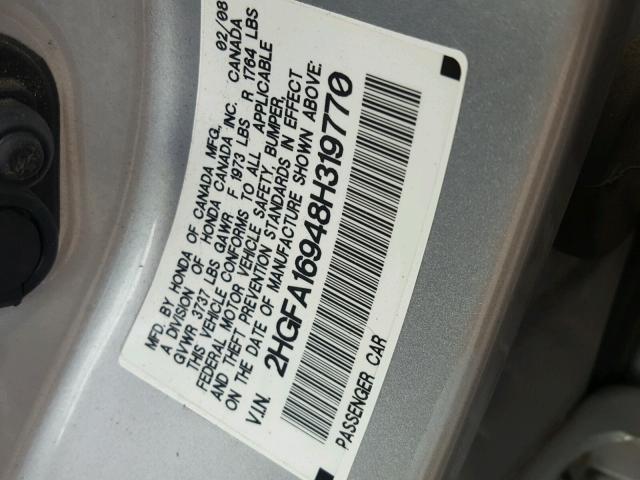 MFD. BY HONDA OF CANADA MFG.
A DIVISION OF HONDA CANADA INC. CANADA 02/08
GVWR 3737 LBS GAWR F 1973 LBS R 1764 LBS
THIS VEHICLE CONFORMS TO ALL APPLICABLE
FEDERAL MOTOR VEHICLE SAFETY, BUMPER,
AND THEFT PREVENTION STANDARDS IN EFFECT
ON THE DATE OF MANUFACTURE SHOWN ABOVE:
V.I.N. 2HGFA16948H319770
PASSENGER CAR